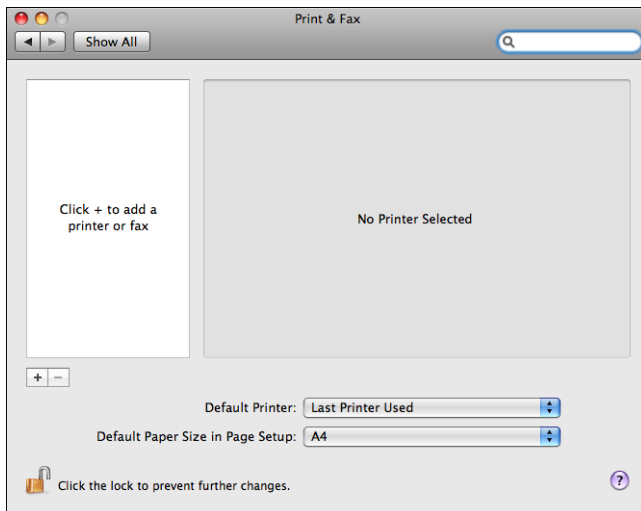 Print & Fax
Show All
Click + to add a
printer or fax
No Printer Selected
+ −
Default Printer: Last Printer Used
Default Paper Size in Page Setup: A4
Click the lock to prevent further changes.
?